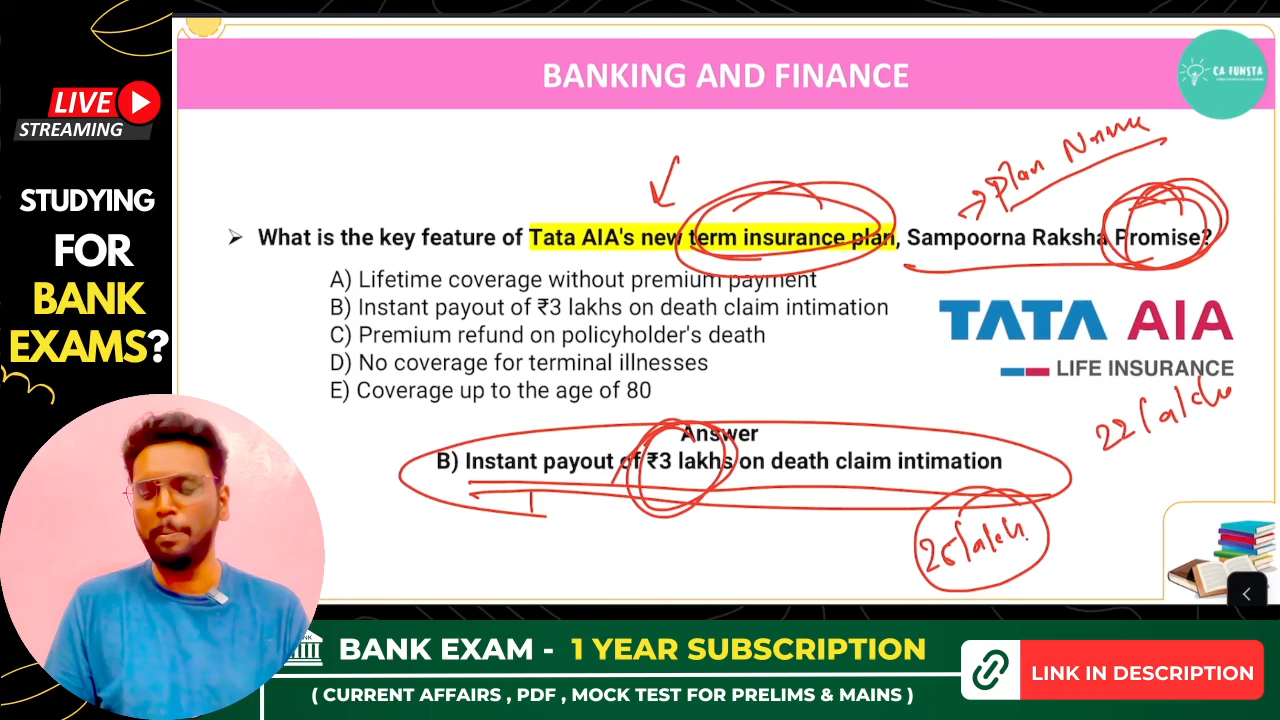 BANKING AND FINANCE
CA FUNSTA
LIVE
STREAMING
STUDYING
FOR
BANK
EXAMS?
Plan Name
What is the key feature of Tata AIA's new term insurance plan, Sampoorna Raksha Promise?
A) Lifetime coverage without premium payment
B) Instant payout of ₹3 lakhs on death claim intimation
C) Premium refund on policyholder's death
D) No coverage for terminal illnesses
E) Coverage up to the age of 80
TATA AIA
LIFE INSURANCE
22 lakh
Answer
B) Instant payout of ₹3 lakhs on death claim intimation
25 lakh
BANK EXAM - 1 YEAR SUBSCRIPTION
( CURRENT AFFAIRS , PDF , MOCK TEST FOR PRELIMS & MAINS )
LINK IN DESCRIPTION